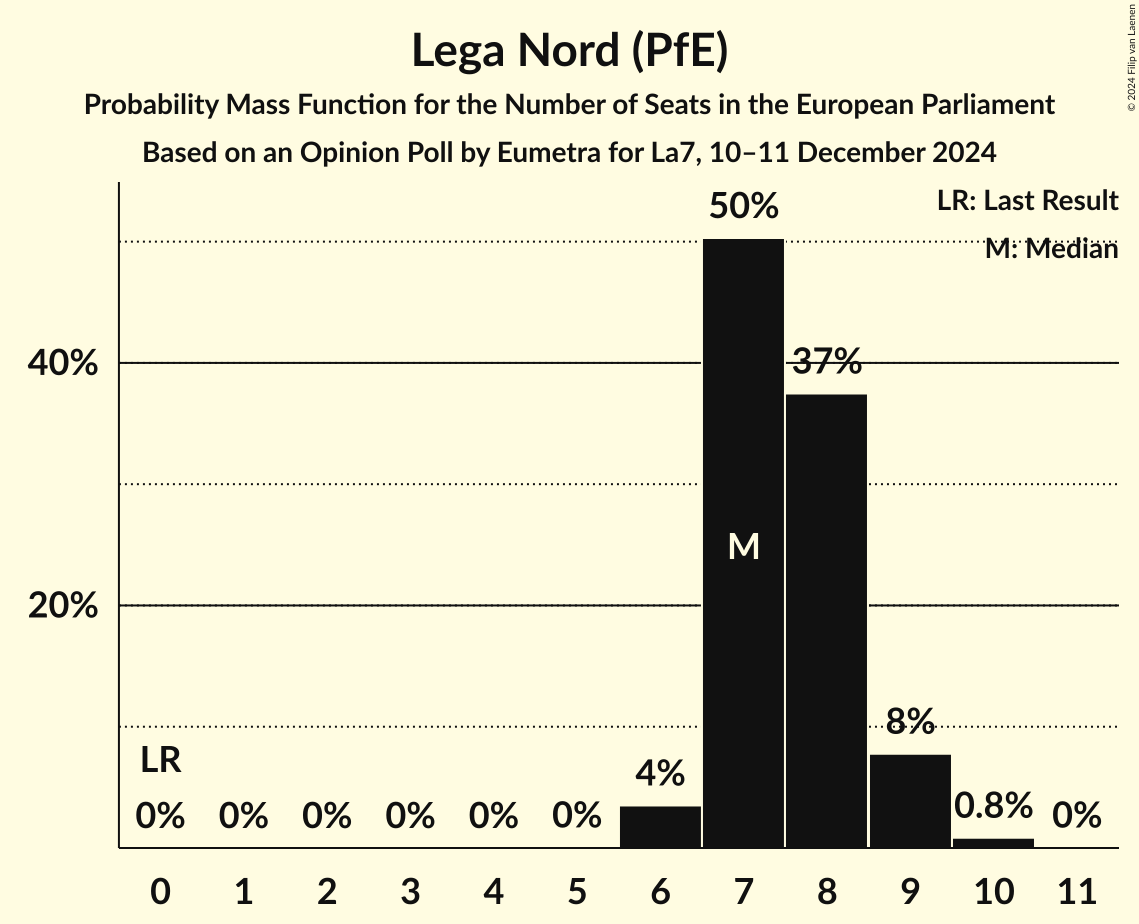 Lega Nord (PfE)
Probability Mass Function for the Number of Seats in the European Parliament
Based on an Opinion Poll by Eumetra for La7, 10–11 December 2024
© 2024 Filip van Laenen
LR: Last Result
M: Median
50%
40%
37%
M
20%
8%
LR
4%
0.8%
0% 0% 0% 0% 0% 0% 0%
0 1 2 3 4 5 6 7 8 9 10 11